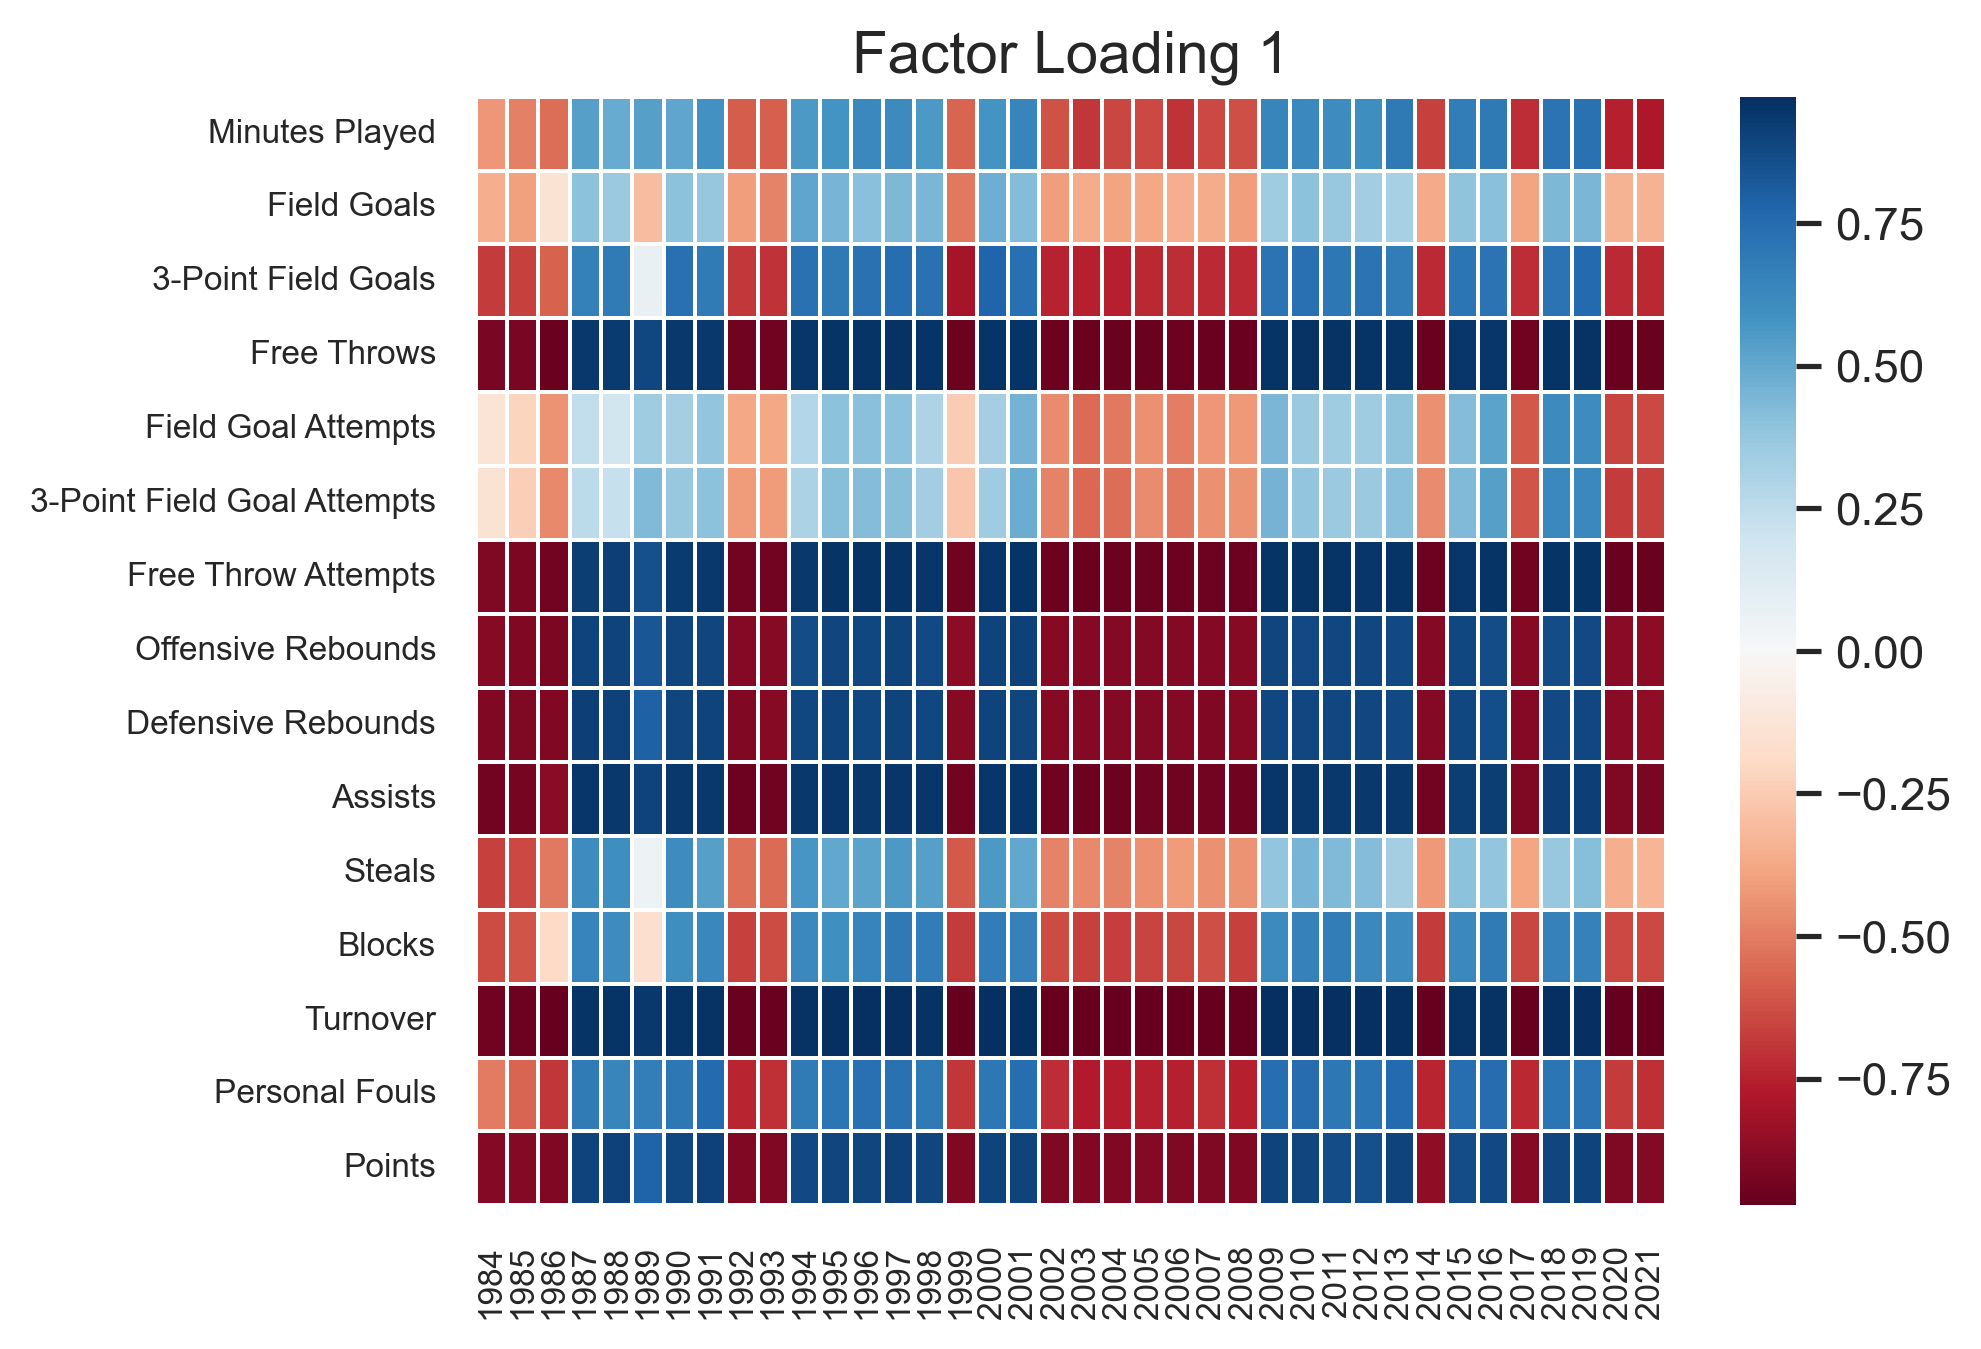 Factor Loading 1
Minutes Played
Field Goals
3-Point Field Goals
Free Throws
Field Goal Attempts
3-Point Field Goal Attempts
Free Throw Attempts
Offensive Rebounds
Defensive Rebounds
Assists
Steals
Blocks
Turnover
Personal Fouls
Points
1984
1985
1986
1987
1988
1989
1990
1991
1992
1993
1994
1995
1996
1997
1998
1999
2000
2001
2002
2003
2004
2005
2006
2007
2008
2009
2010
2011
2012
2013
2014
2015
2016
2017
2018
2019
2020
2021
0.75
0.50
0.25
0.00
−0.25
−0.50
−0.75